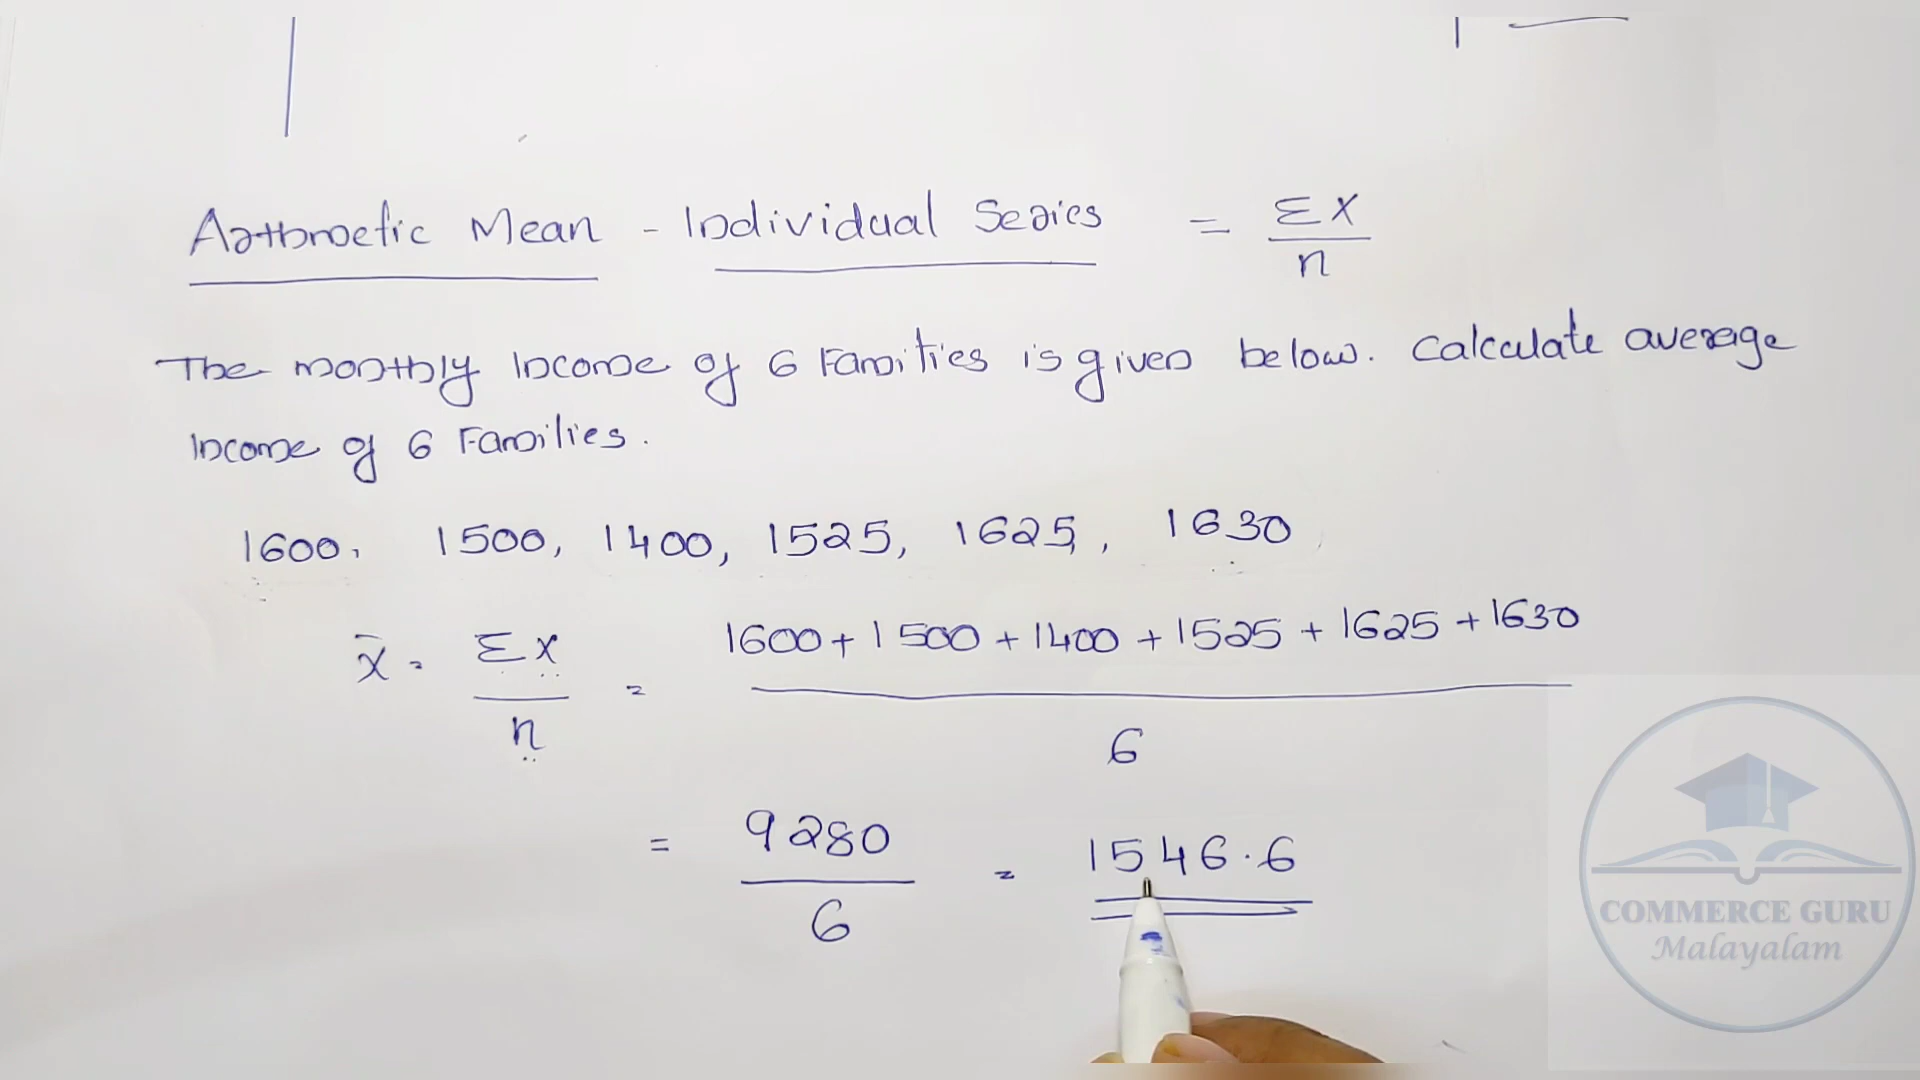 Arithmetic Mean - Individual Series = ΣX / n
The monthly Income of 6 Families is given below. Calculate average
Income of 6 Families.
1600, 1500, 1400, 1525, 1625, 1630
x̄ = Σx / n = 1600 + 1500 + 1400 + 1525 + 1625 + 1630 / 6
= 9280 / 6 = 1546.6
COMMERCE GURU
Malayalam